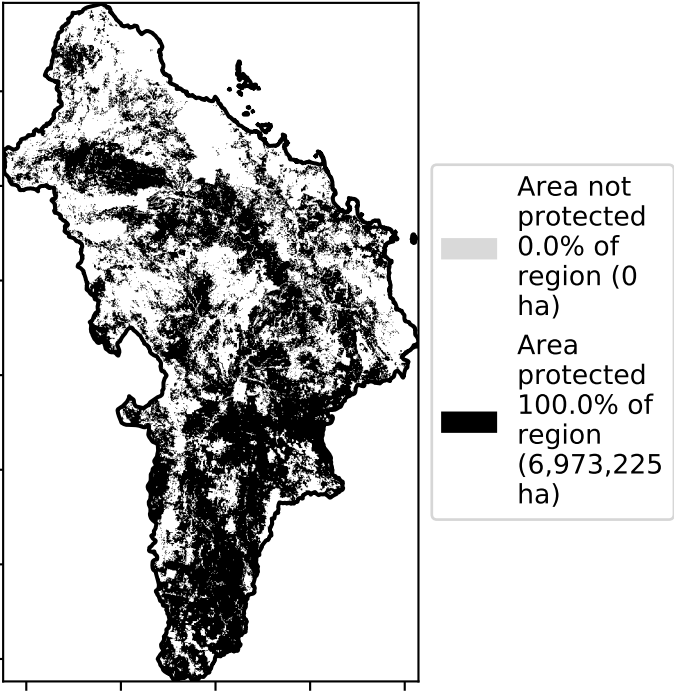 Area not
protected
0.0% of
region (0
ha)
Area
protected
100.0% of
region
(6,973,225
ha)